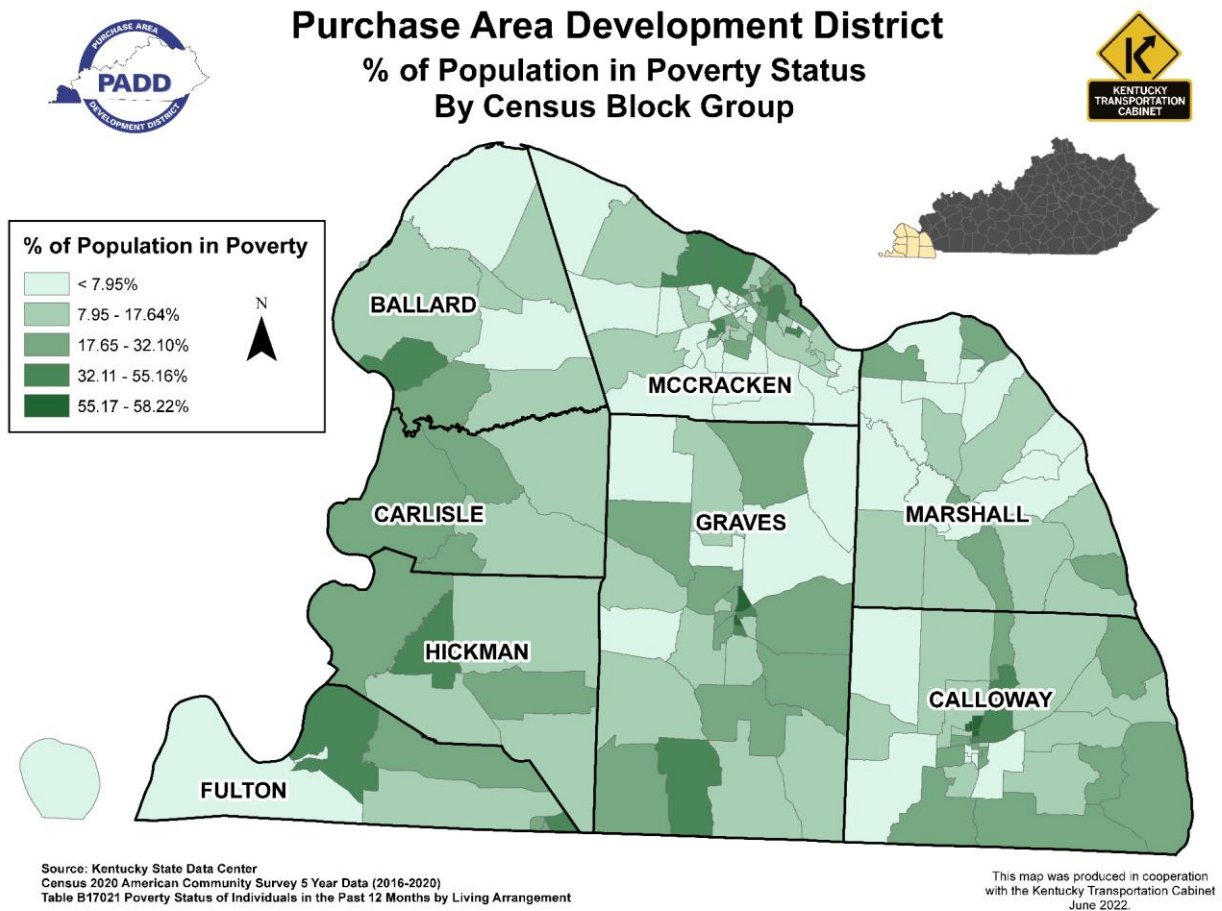 Purchase Area Development District
% of Population in Poverty Status
By Census Block Group
PURCHASE AREA
PADD
DEVELOPMENT DISTRICT
K
KENTUCKY
TRANSPORTATION
CABINET
% of Population in Poverty
< 7.95%
7.95 - 17.64%
17.65 - 32.10%
32.11 - 55.16%
55.17 - 58.22%
N
BALLARD
MCCRACKEN
CARLISLE
GRAVES
MARSHALL
HICKMAN
CALLOWAY
FULTON
Source: Kentucky State Data Center
Census 2020 American Community Survey 5 Year Data (2016-2020)
Table B17021 Poverty Status of Individuals in the Past 12 Months by Living Arrangement
This map was produced in cooperation
with the Kentucky Transportation Cabinet
June 2022.